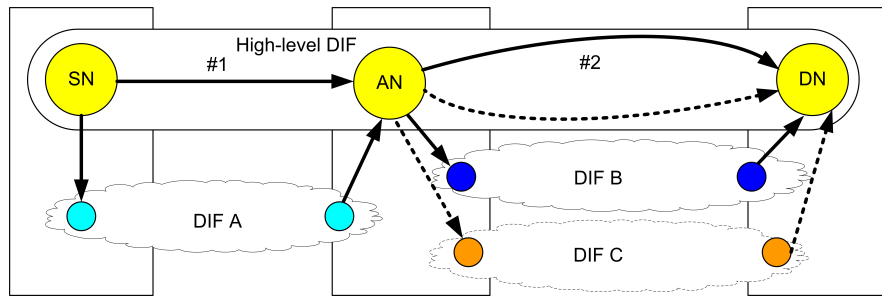 High-level DIF
SN
#1
AN
#2
DN
DIF A
DIF B
DIF C